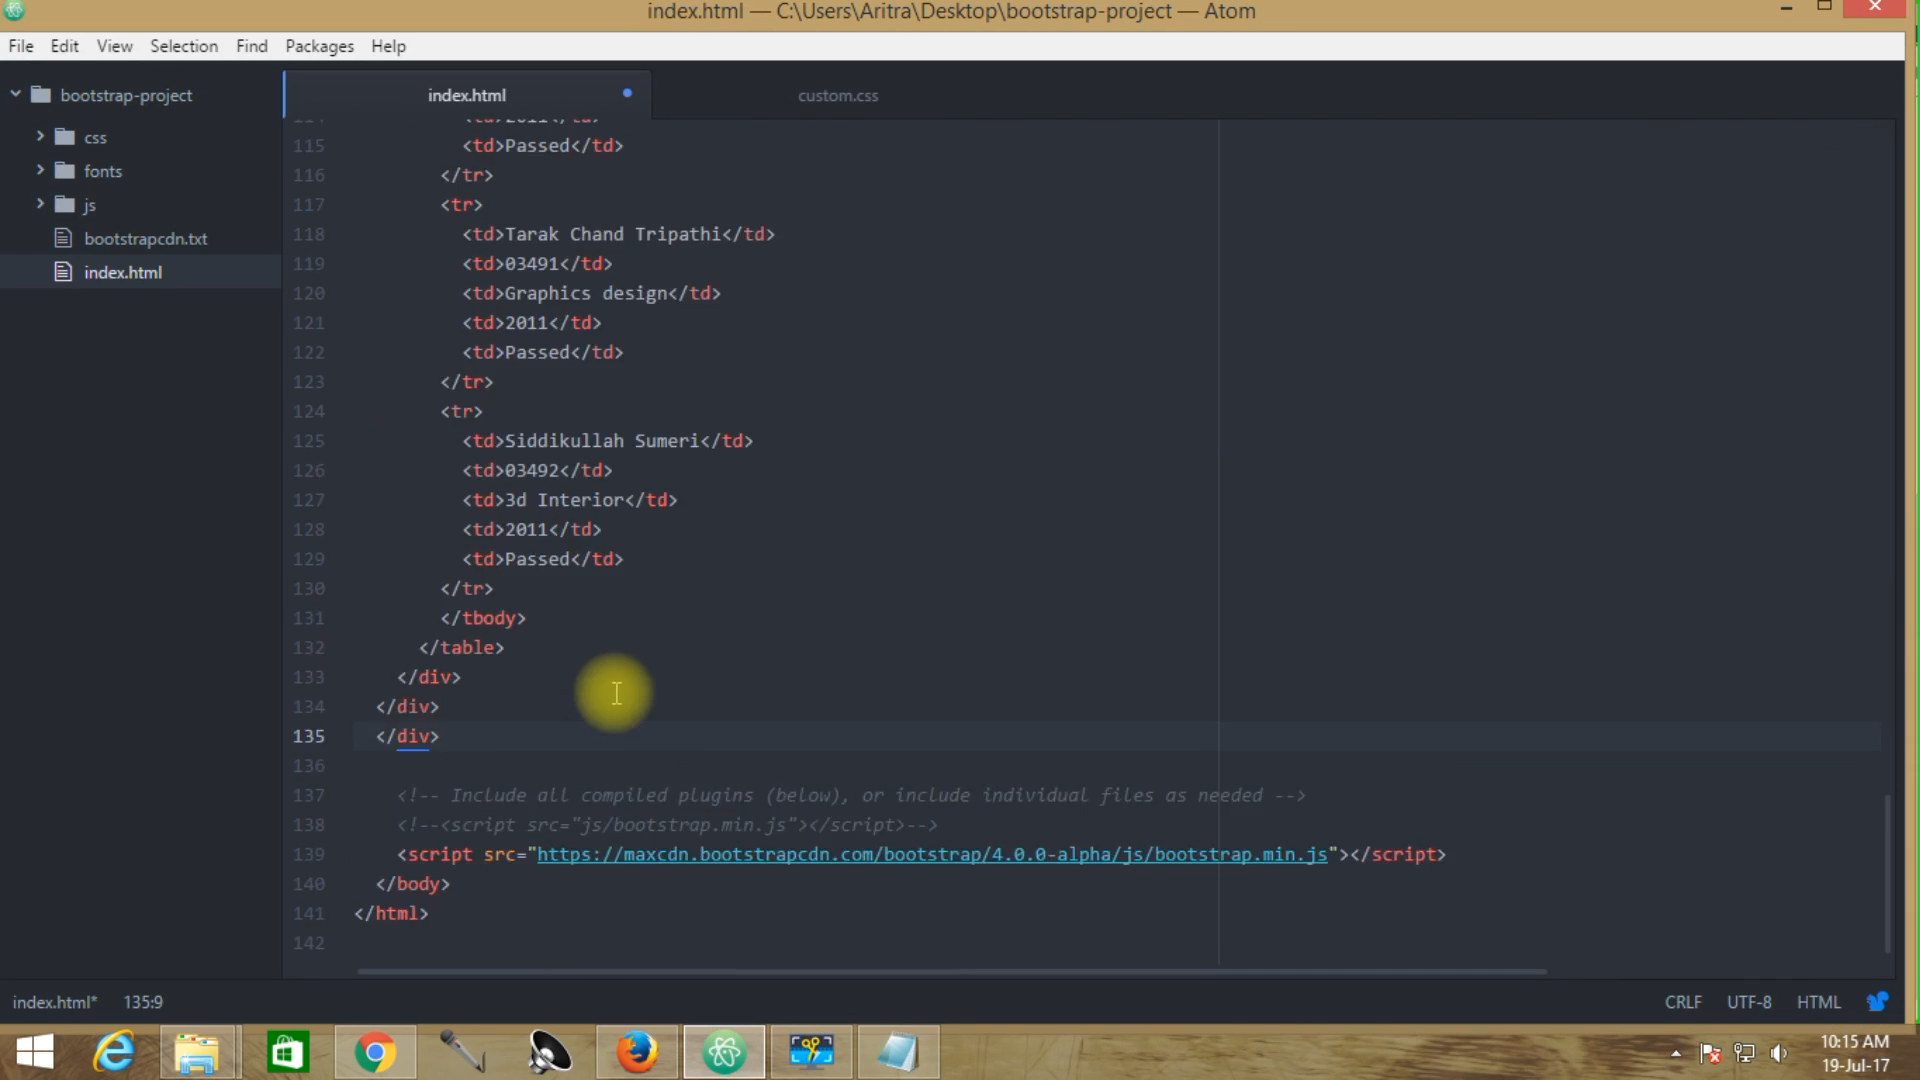 index.html — C:\Users\Aritra\Desktop\bootstrap-project — Atom
File Edit View Selection Find Packages Help
bootstrap-project
css
fonts
js
bootstrapcdn.txt
index.html
index.html
custom.css
115 <td>Passed</td>
116 </tr>
117 <tr>
118 <td>Tarak Chand Tripathi</td>
119 <td>03491</td>
120 <td>Graphics design</td>
121 <td>2011</td>
122 <td>Passed</td>
123 </tr>
124 <tr>
125 <td>Siddikullah Sumeri</td>
126 <td>03492</td>
127 <td>3d Interior</td>
128 <td>2011</td>
129 <td>Passed</td>
130 </tr>
131 </tbody>
132 </table>
133 </div>
134 </div>
135 </div>
136
137 <!-- Include all compiled plugins (below), or include individual files as needed -->
138 <!--<script src="js/bootstrap.min.js"></script>-->
139 <script src="https://maxcdn.bootstrapcdn.com/bootstrap/4.0.0-alpha/js/bootstrap.min.js"></script>
140 </body>
141 </html>
142
index.html* 135:9 CRLF UTF-8 HTML
10:15 AM
19-Jul-17